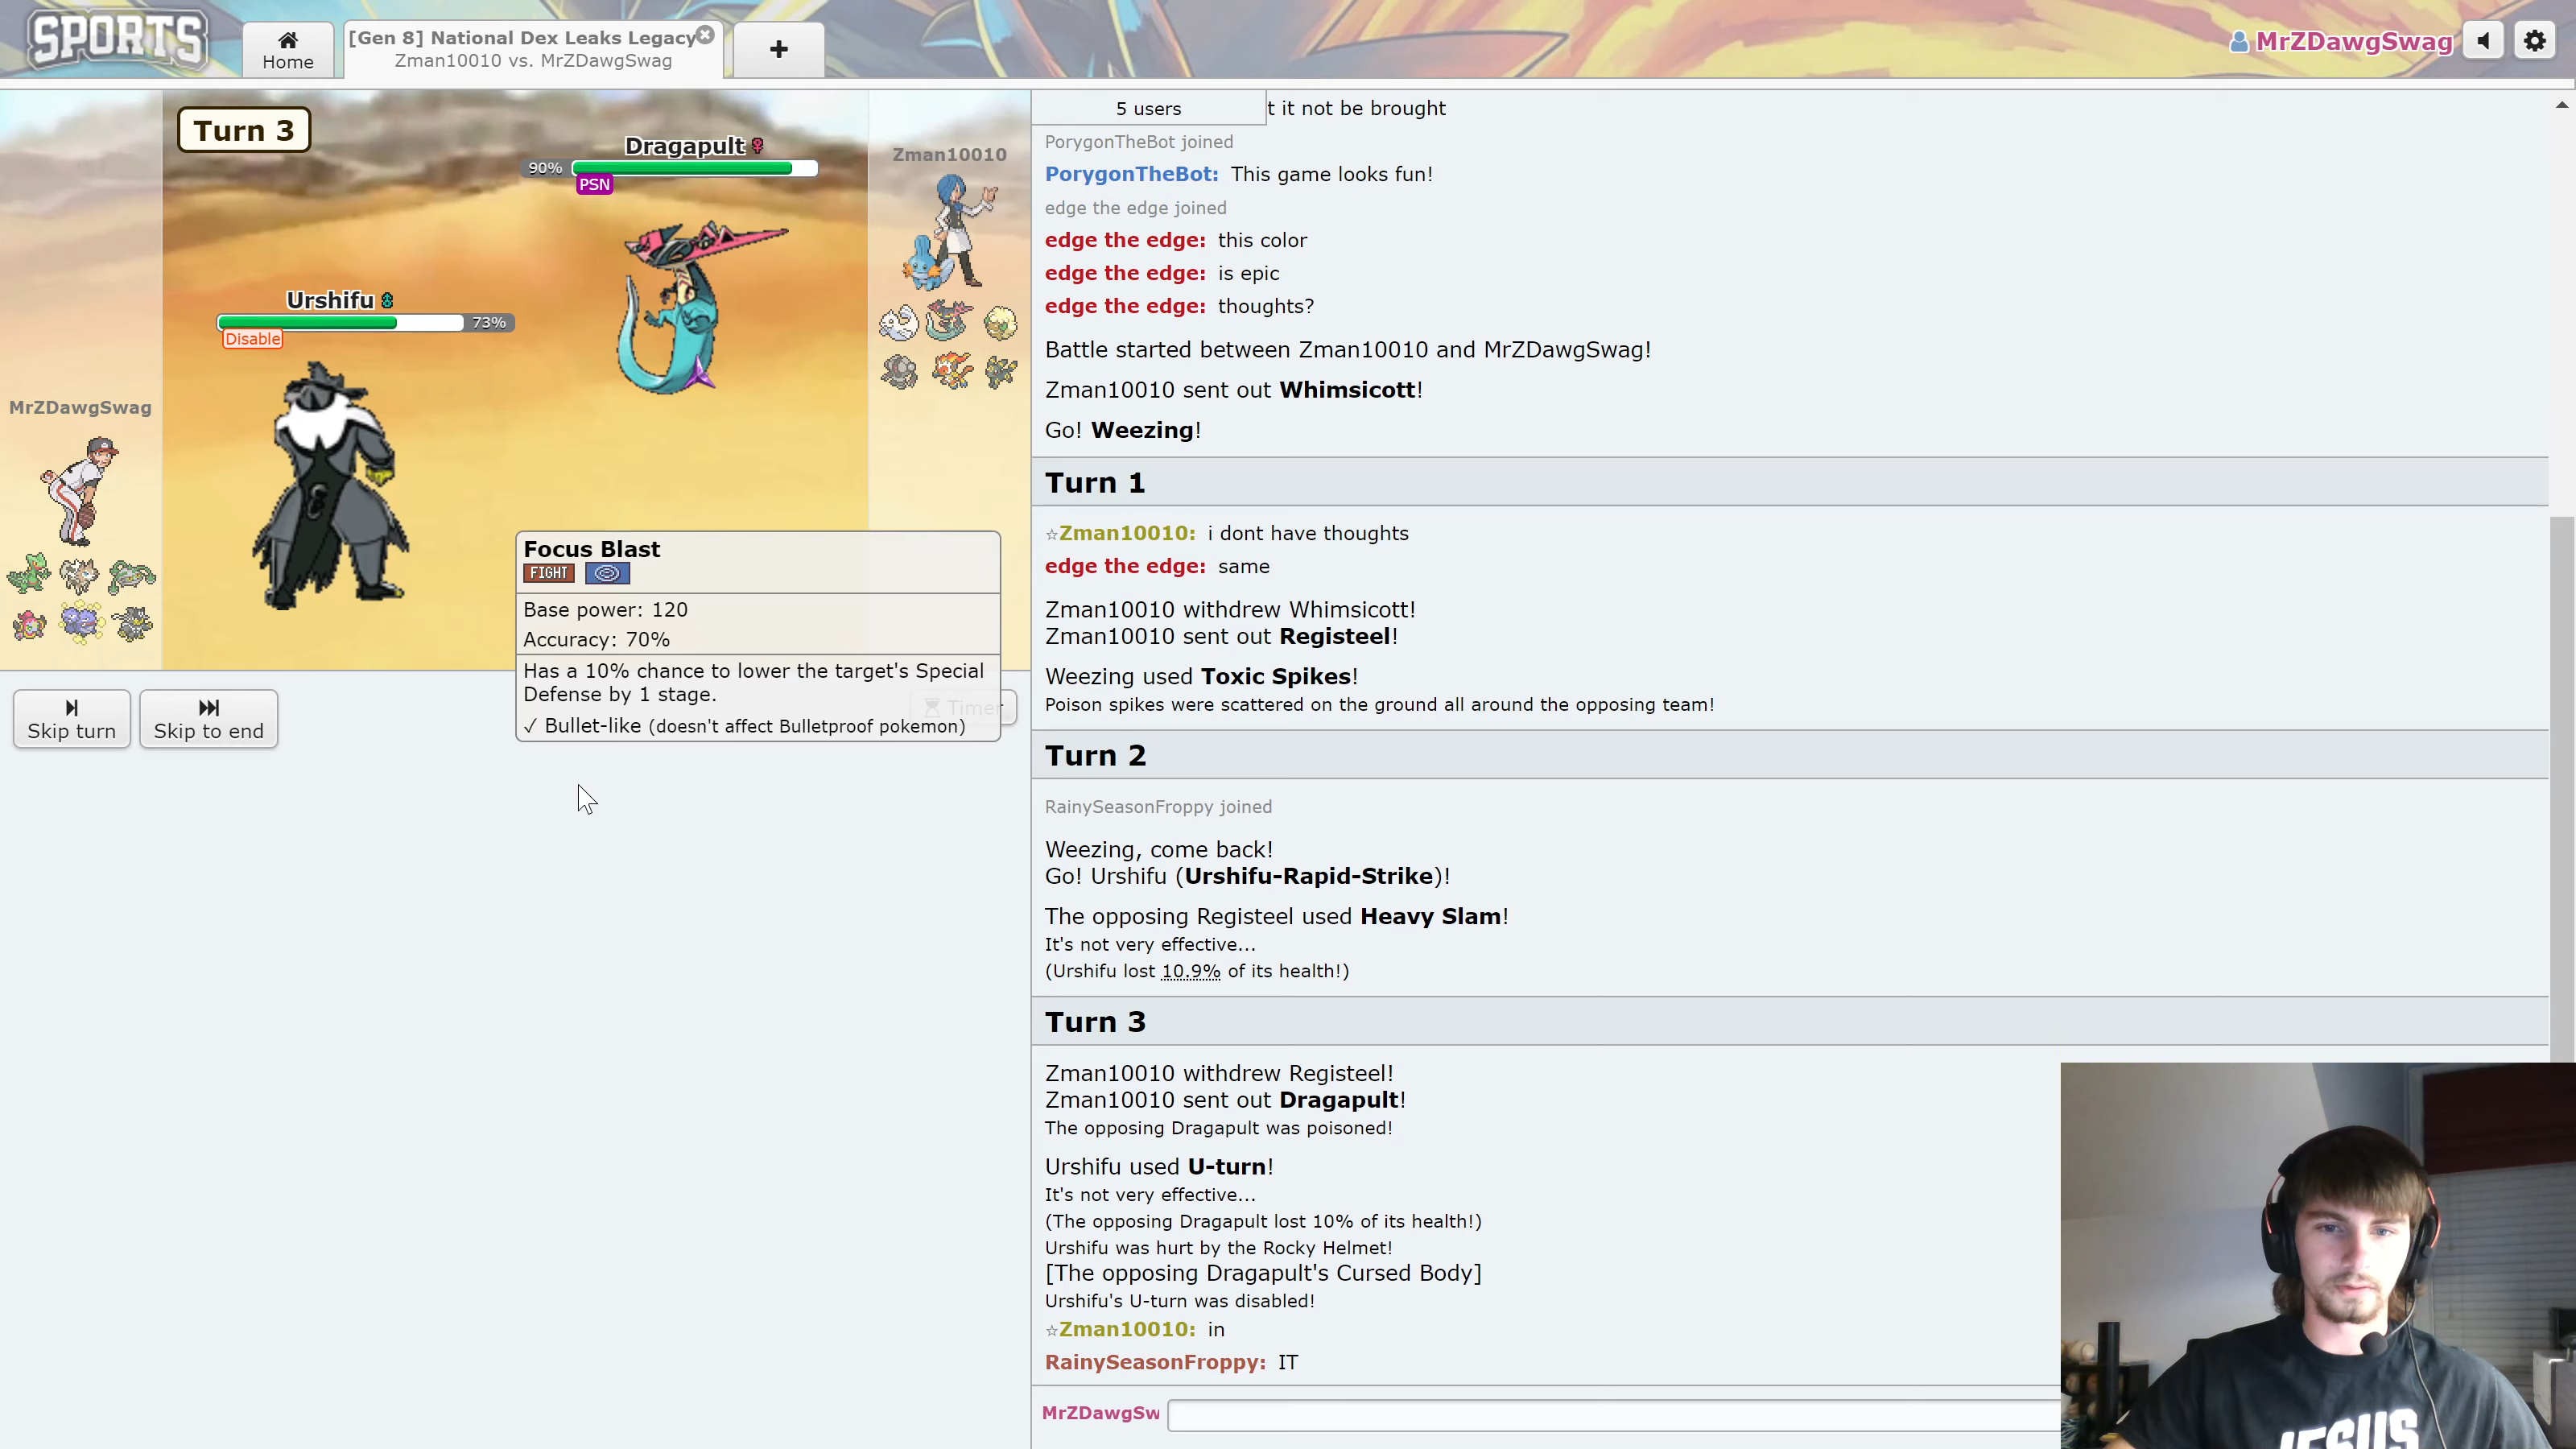 SPORTS
Home
[Gen 8] National Dex Leaks Legacy
Zman10010 vs. MrZDawgSwag
+
MrZDawgSwag
Turn 3
Dragapult
90%
PSN
Urshifu
73%
Disable
MrZDawgSwag
Zman10010
Focus Blast
FIGHT
Base power: 120
Accuracy: 70%
Has a 10% chance to lower the target's Special
Defense by 1 stage.
✓ Bullet-like (doesn't affect Bulletproof pokemon)
Timer
Skip turn
Skip to end
5 users
t it not be brought
PorygonTheBot joined
PorygonTheBot: This game looks fun!
edge the edge joined
edge the edge: this color
edge the edge: is epic
edge the edge: thoughts?
Battle started between Zman10010 and MrZDawgSwag!
Zman10010 sent out Whimsicott!
Go! Weezing!
Turn 1
☆Zman10010: i dont have thoughts
edge the edge: same
Zman10010 withdrew Whimsicott!
Zman10010 sent out Registeel!
Weezing used Toxic Spikes!
Poison spikes were scattered on the ground all around the opposing team!
Turn 2
RainySeasonFroppy joined
Weezing, come back!
Go! Urshifu (Urshifu-Rapid-Strike)!
The opposing Registeel used Heavy Slam!
It's not very effective...
(Urshifu lost 10.9% of its health!)
Turn 3
Zman10010 withdrew Registeel!
Zman10010 sent out Dragapult!
The opposing Dragapult was poisoned!
Urshifu used U-turn!
It's not very effective...
(The opposing Dragapult lost 10% of its health!)
Urshifu was hurt by the Rocky Helmet!
[The opposing Dragapult's Cursed Body]
Urshifu's U-turn was disabled!
☆Zman10010: in
RainySeasonFroppy: IT
MrZDawgSw
JESUS